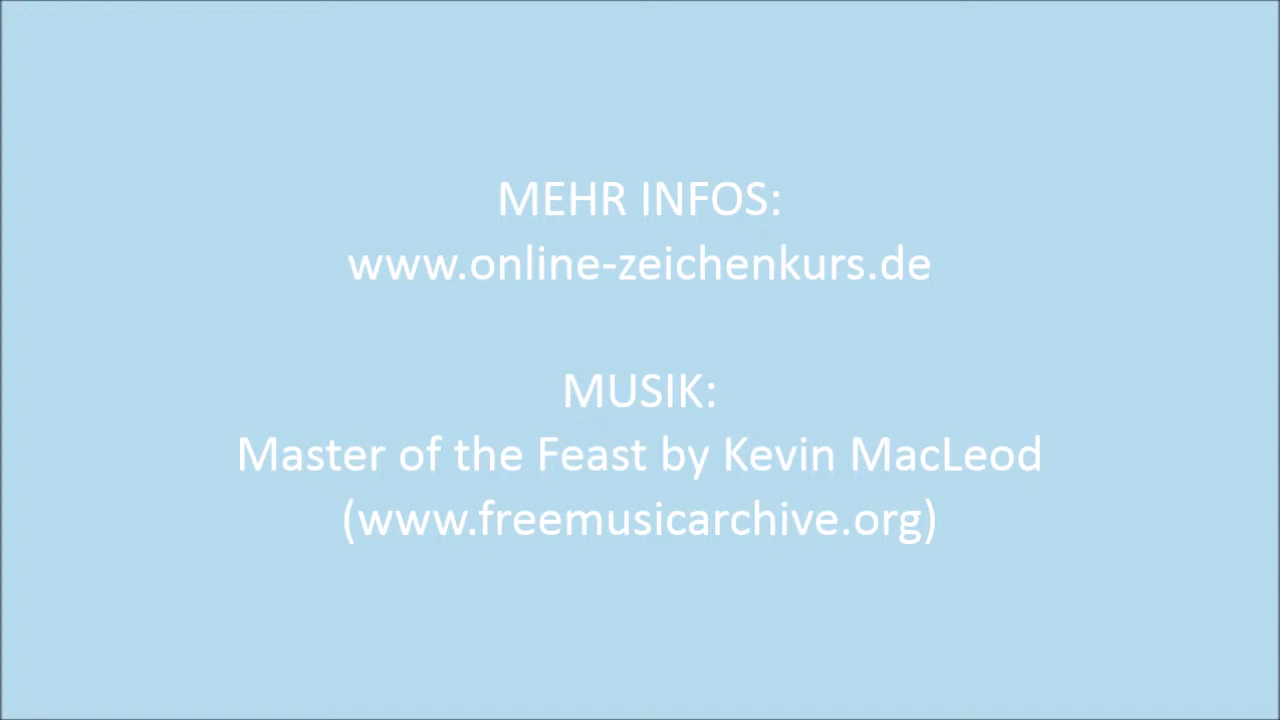 MEHR INFOS:
www.online-zeichenkurs.de
MUSIK:
Master of the Feast by Kevin MacLeod
(www.freemusicarchive.org)